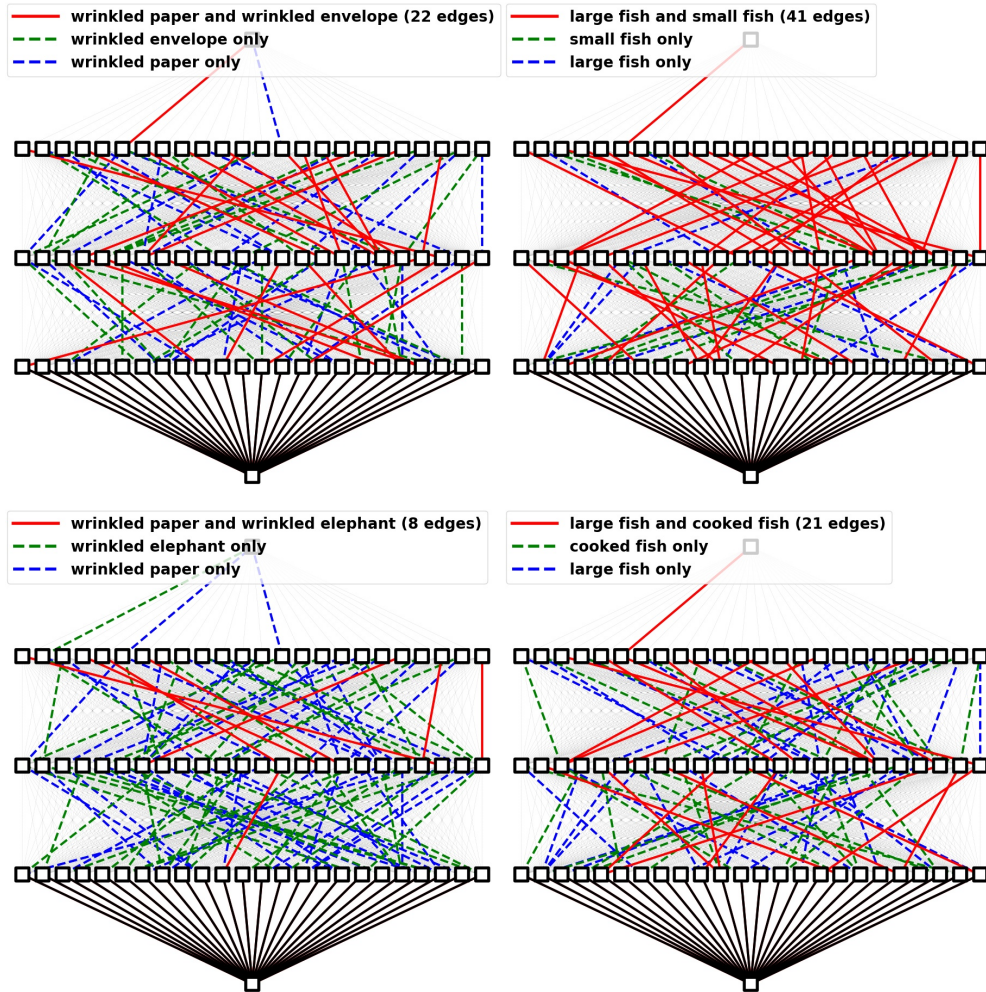 wrinkled paper and wrinkled envelope (22 edges)
wrinkled envelope only
wrinkled paper only
large fish and small fish (41 edges)
small fish only
large fish only
wrinkled paper and wrinkled elephant (8 edges)
wrinkled elephant only
wrinkled paper only
large fish and cooked fish (21 edges)
cooked fish only
large fish only